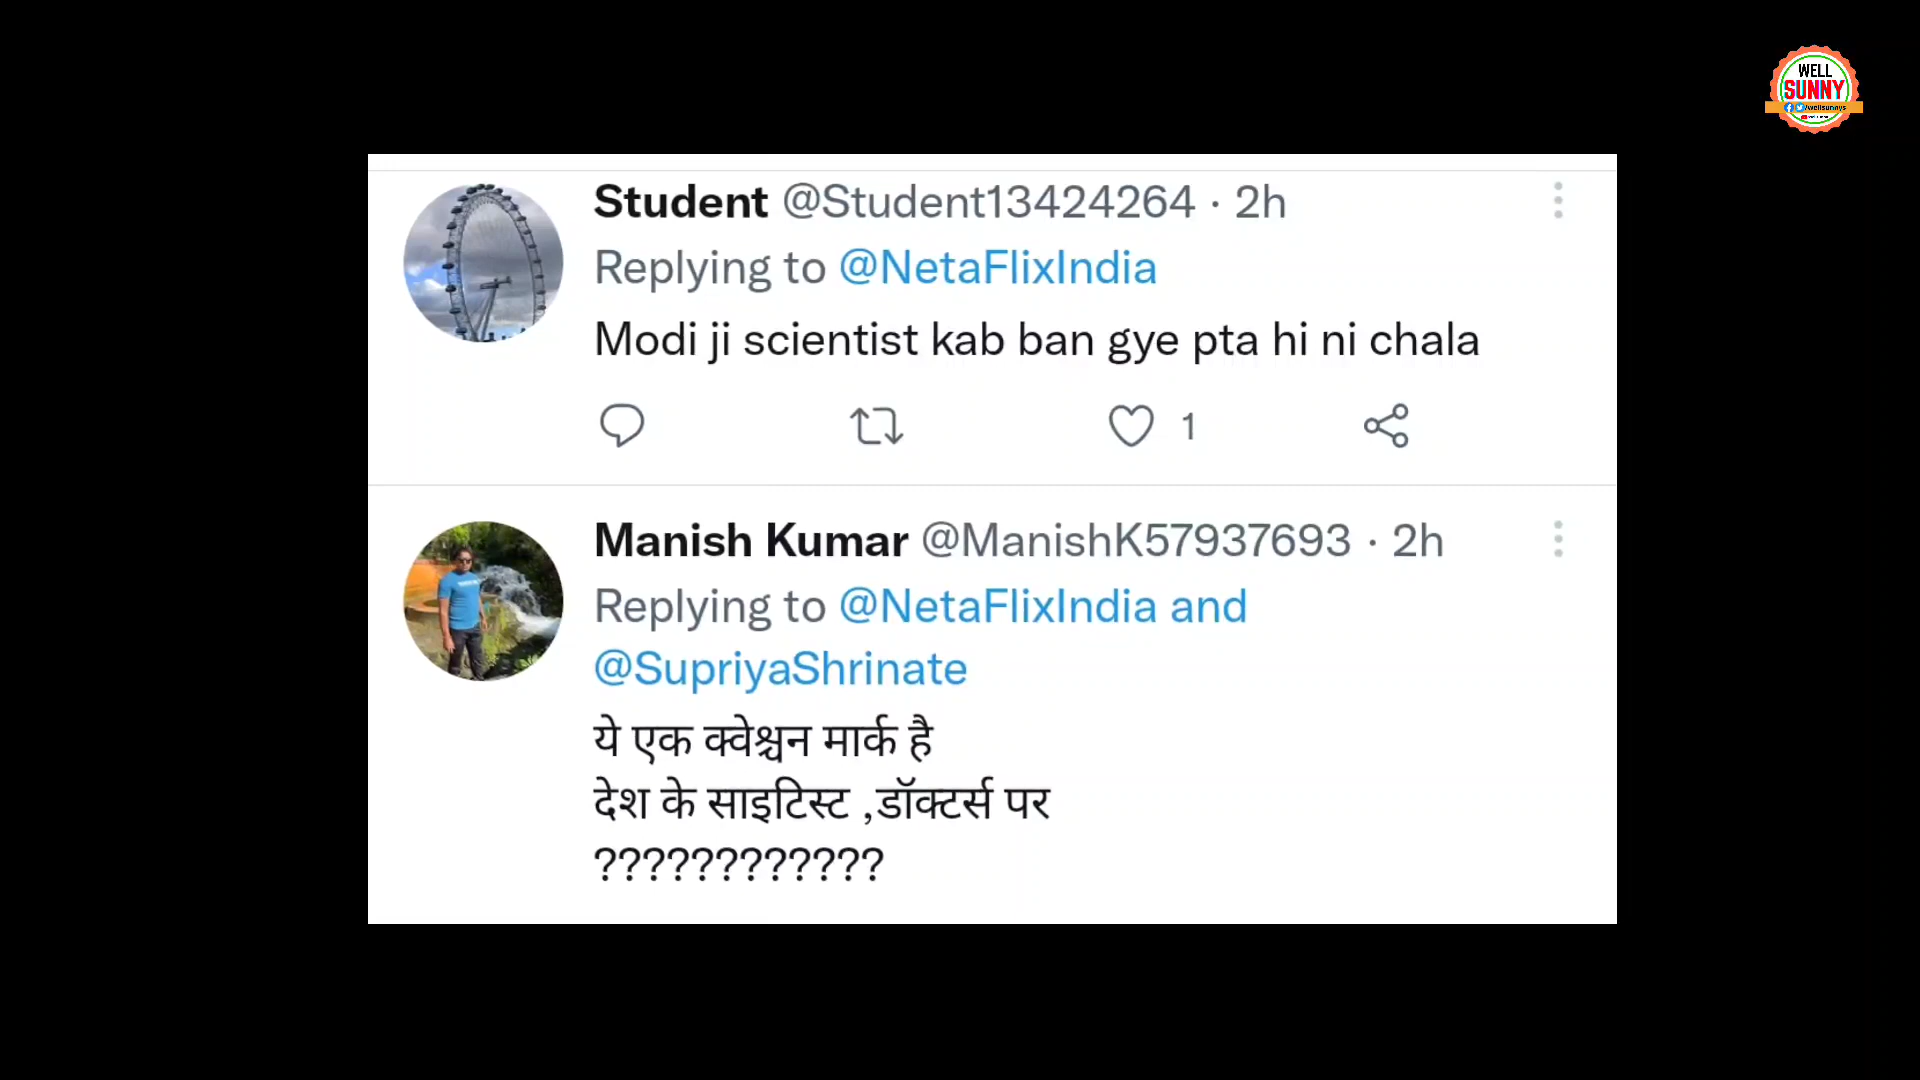 WELL
SUNNY
/wellsunnys
Student @Student13424264 · 2h
Replying to @NetaFlixIndia
Modi ji scientist kab ban gye pta hi ni chala
1
Manish Kumar @ManishK57937693 · 2h
Replying to @NetaFlixIndia and
@SupriyaShrinate
ये एक क्वेश्चन मार्क है
देश के साइटिस्ट ,डॉक्टर्स पर
????????????